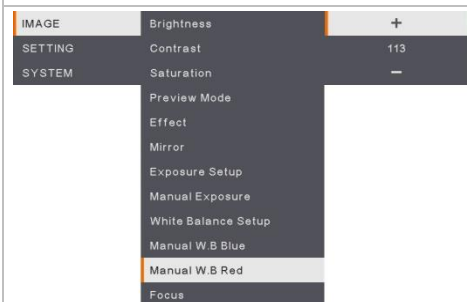 IMAGE
SETTING
SYSTEM
Brightness
Contrast
Saturation
Preview Mode
Effect
Mirror
Exposure Setup
Manual Exposure
White Balance Setup
Manual W.B Blue
Manual W.B Red
Focus
+
113
−